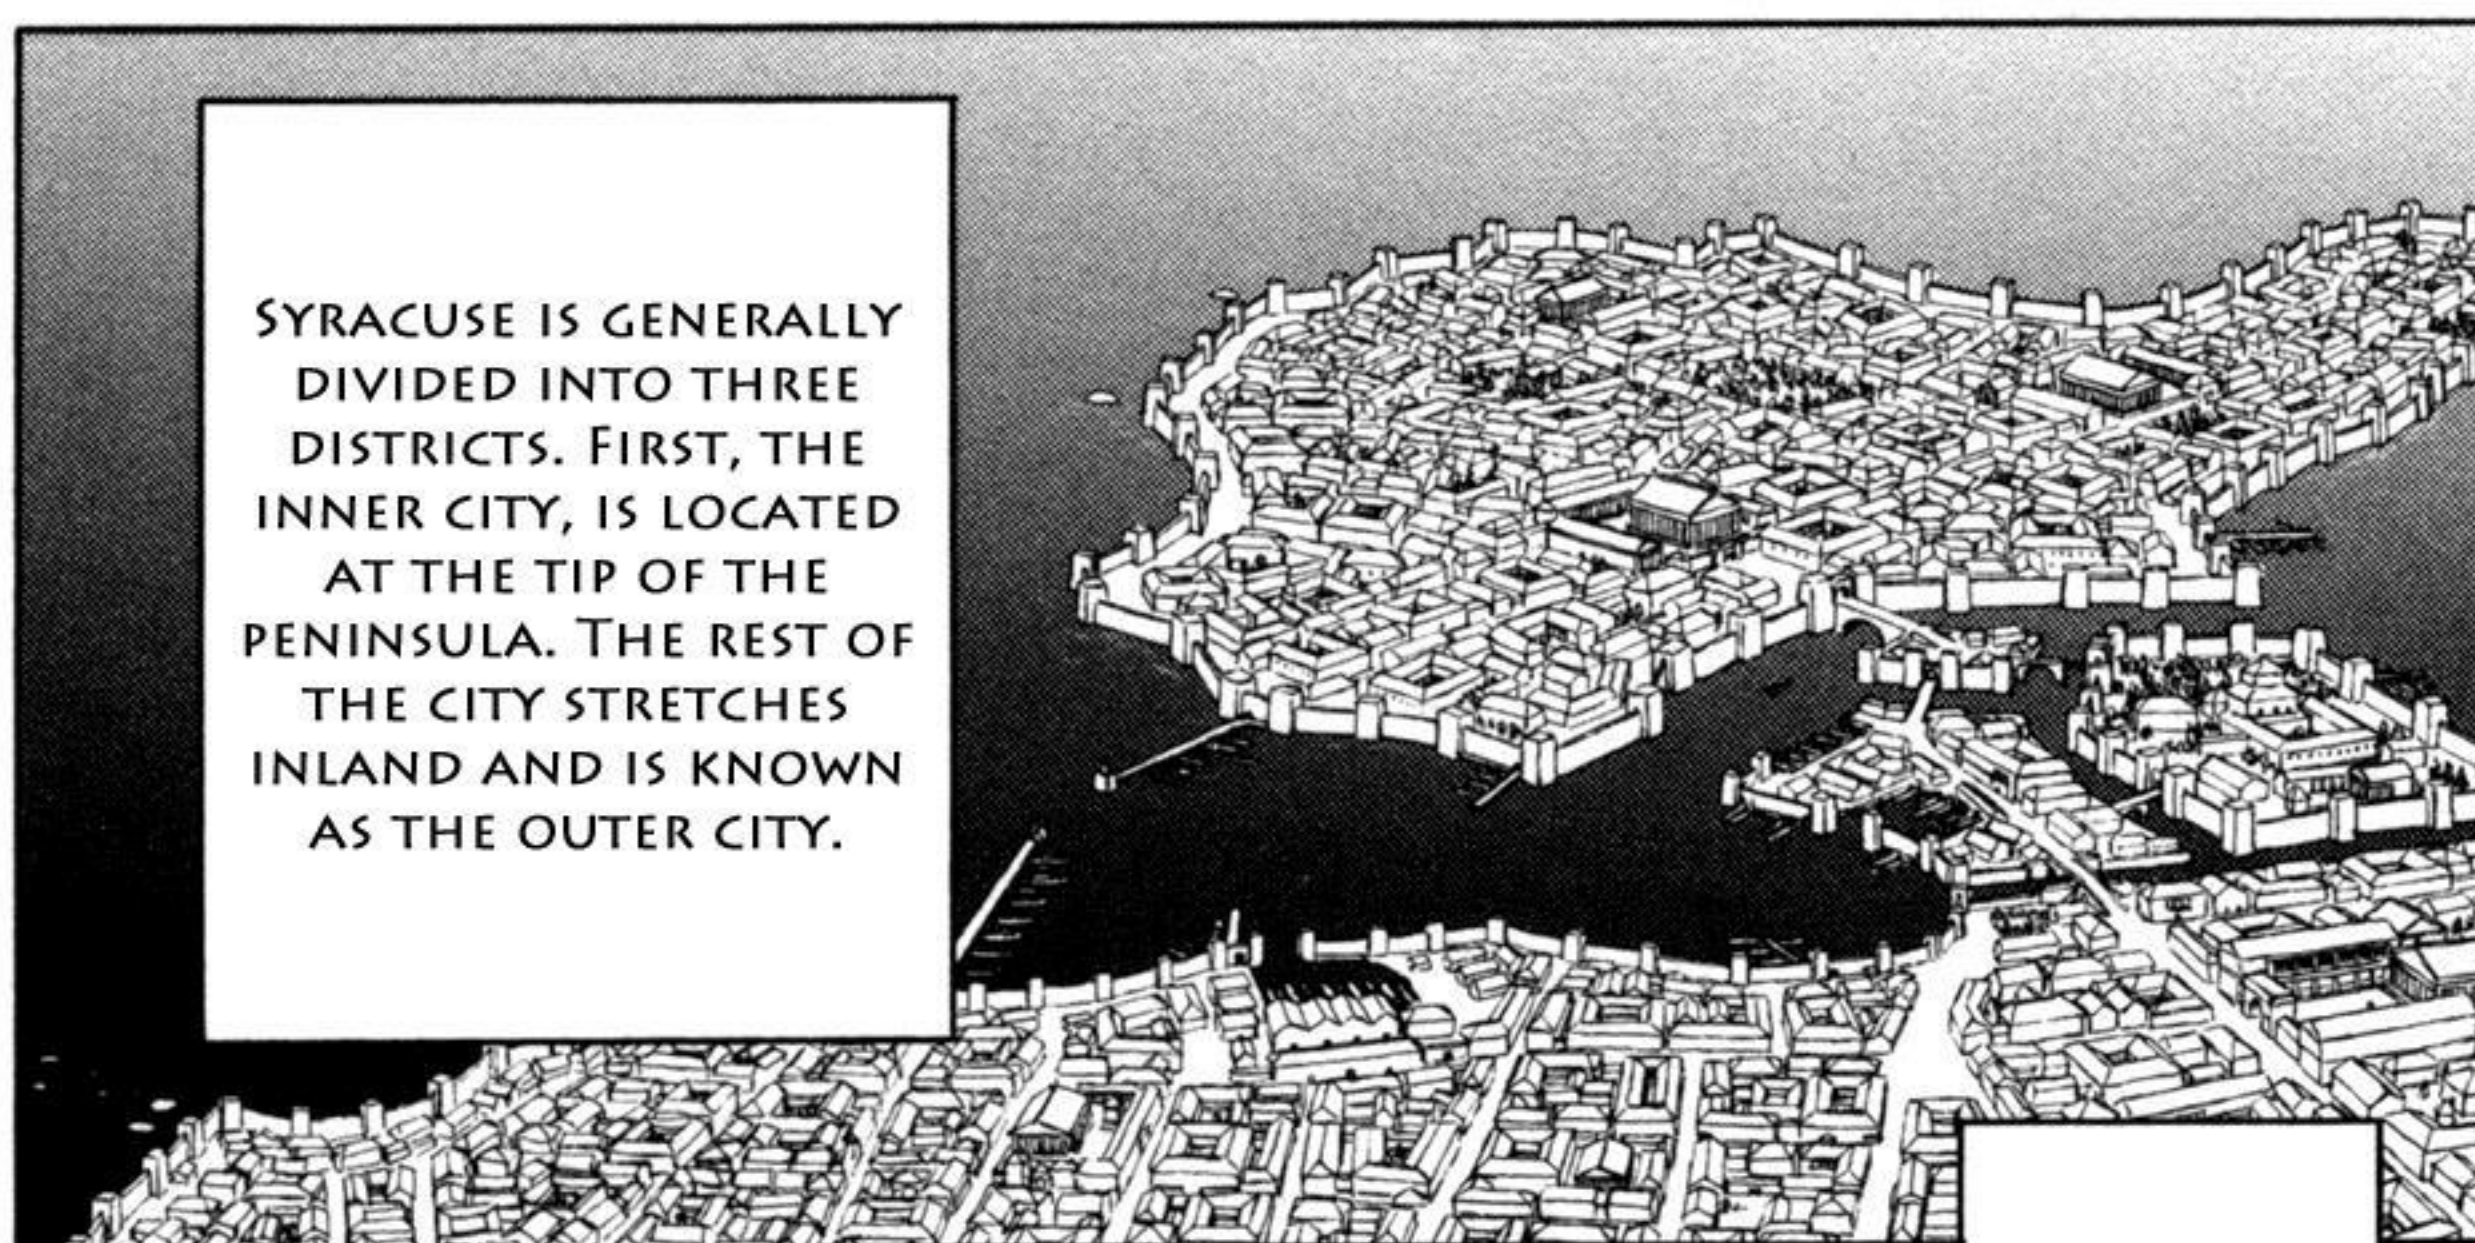 SYRACUSE IS GENERALLY
DIVIDED INTO THREE
DISTRICTS. FIRST, THE
INNER CITY, IS LOCATED
AT THE TIP OF THE
PENINSULA. THE REST OF
THE CITY STRETCHES
INLAND AND IS KNOWN
AS THE OUTER CITY.